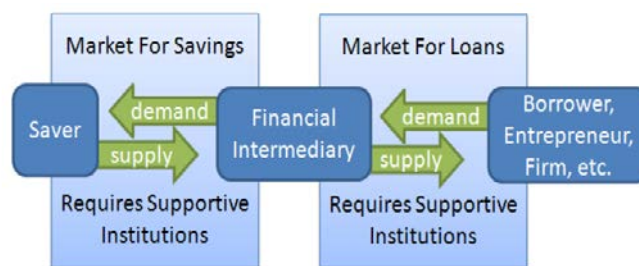 Market For Savings
Market For Loans
Saver
demand
supply
Financial
Intermediary
demand
supply
Borrower,
Entrepreneur,
Firm, etc.
Requires Supportive
Institutions
Requires Supportive
Institutions